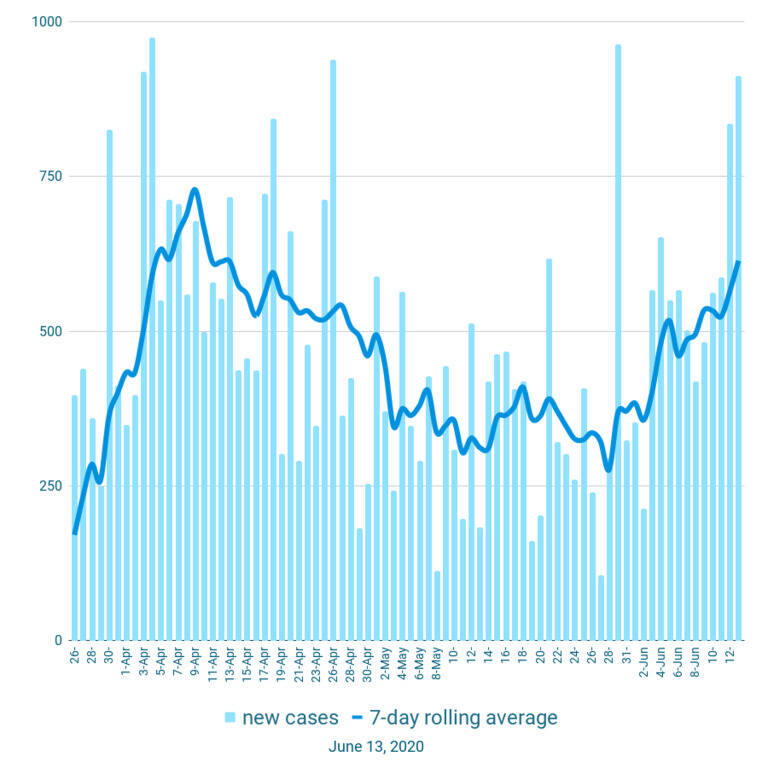 1000
750
500
250
0
26-
28-
30-
1-Apr
3-Apr
5-Apr
7-Apr
9-Apr
11-Apr
13-Apr
15-Apr
17-Apr
19-Apr
21-Apr
23-Apr
26-Apr
28-Apr
30-Apr
2-May
4-May
6-May
8-May
10-
12-
14-
16-
18-
20-
22-
24-
26-
28-
31-
2-Jun
4-Jun
6-Jun
8-Jun
10-
12-
new cases 7-day rolling average
June 13, 2020